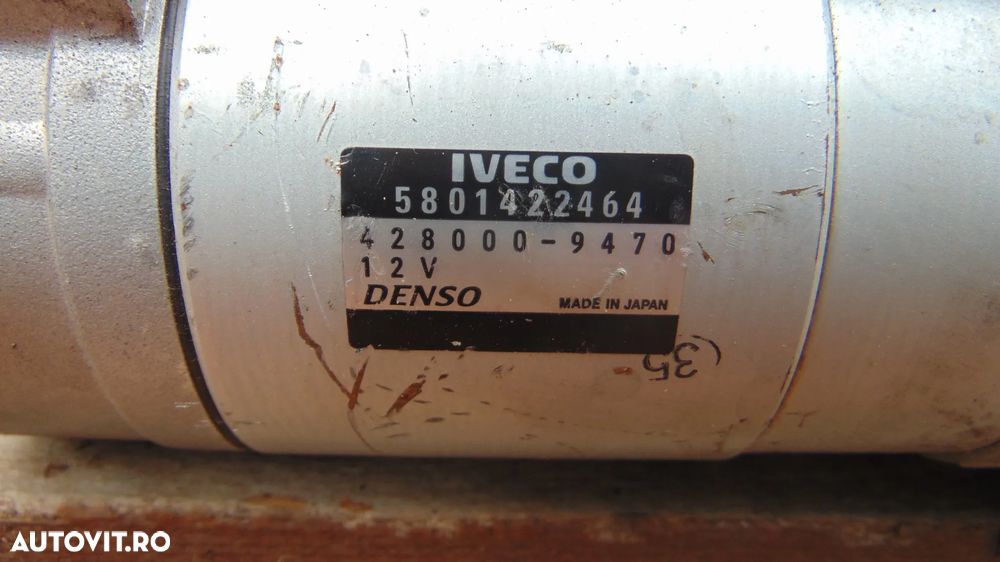 IVECO
5801422464
428000-9470
12V
DENSO MADE IN JAPAN
(35
AUTOVIT.RO